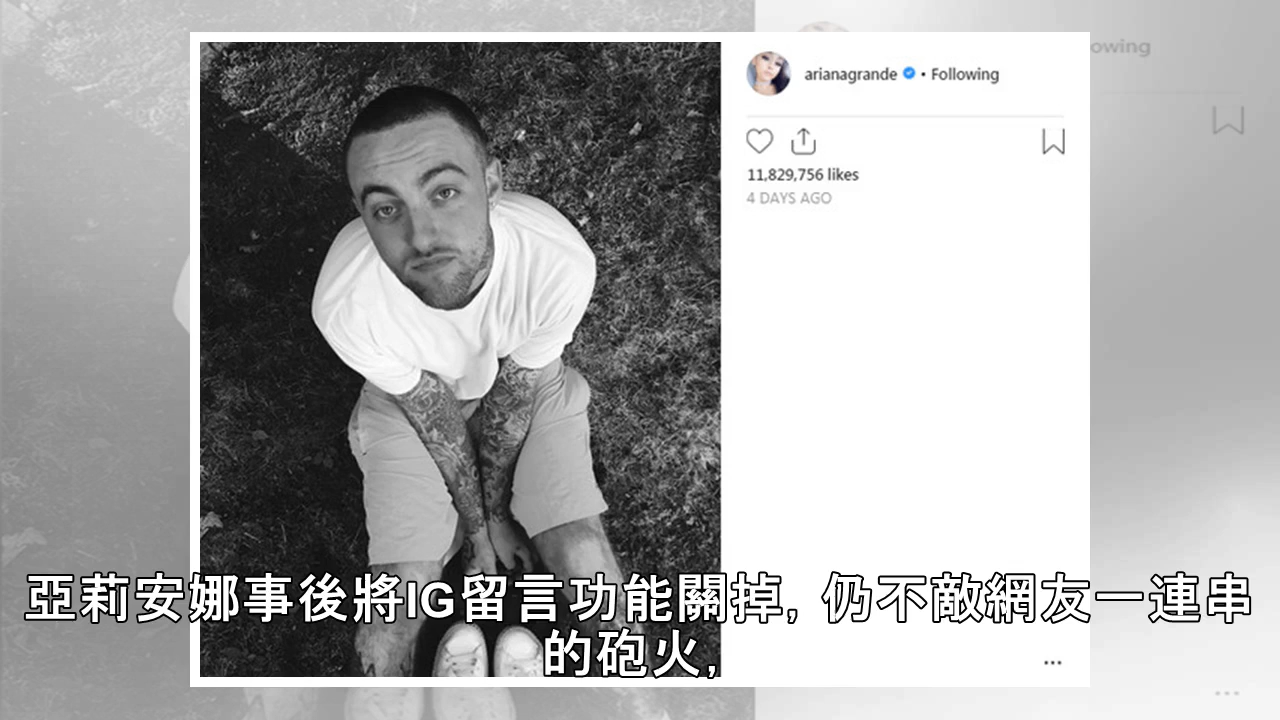 owing
arianagrande • Following
11,829,756 likes
4 DAYS AGO
亞莉安娜事後將IG留言功能關掉, 仍不敵網友一連串
的砲火,